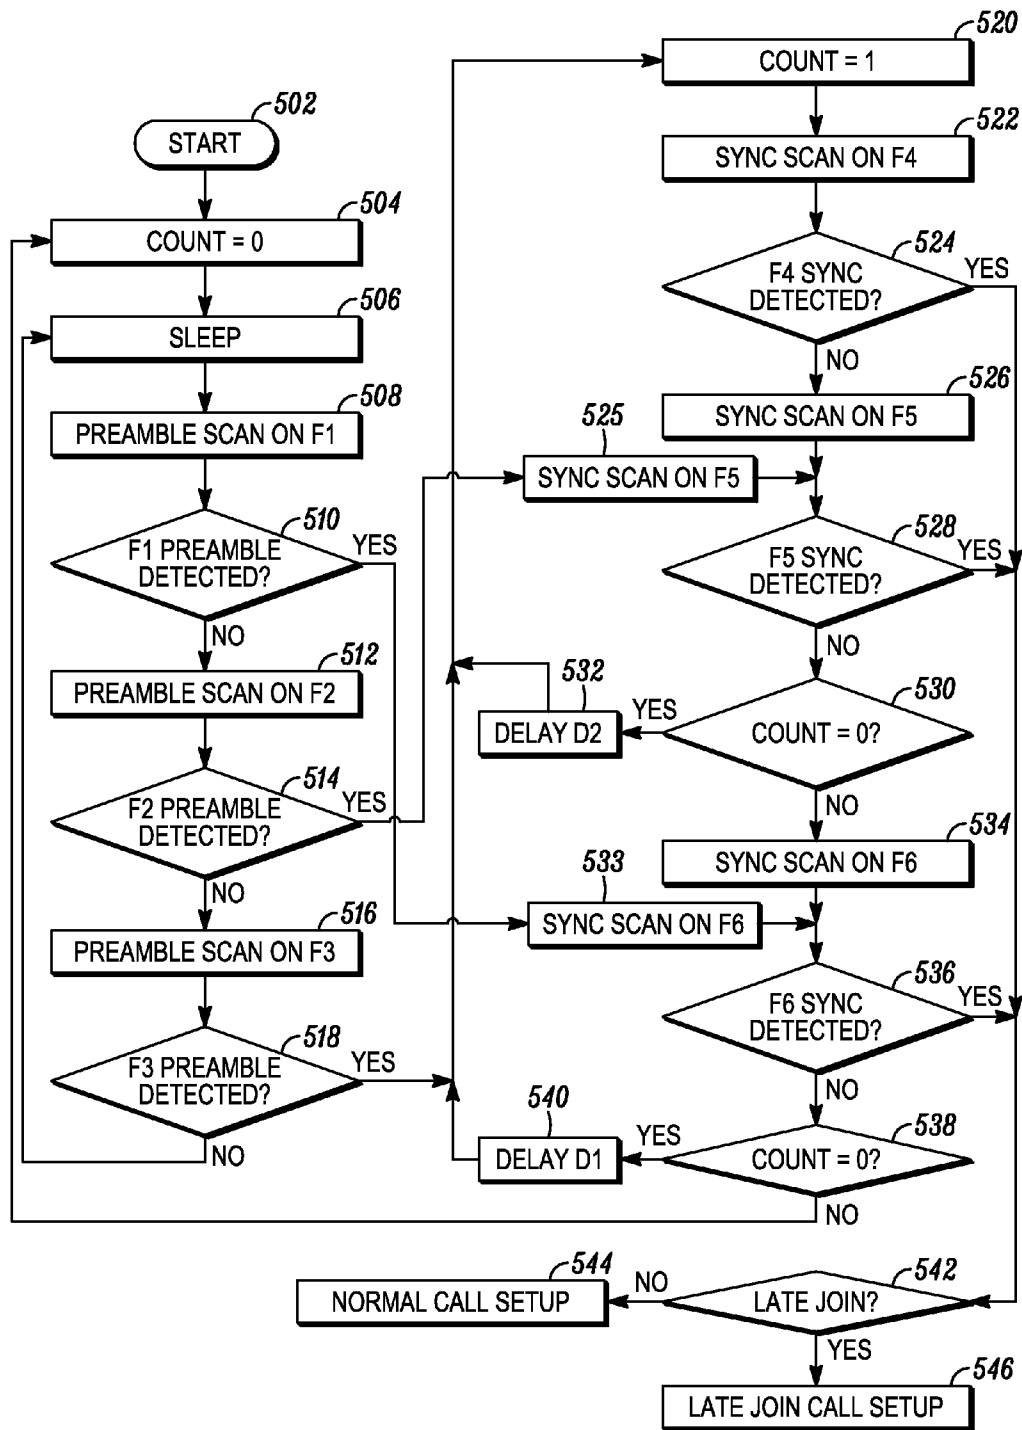 502
START
504
COUNT = 0
506
SLEEP
508
PREAMBLE SCAN ON F1
510
F1 PREAMBLE
DETECTED?
YES
NO
512
PREAMBLE SCAN ON F2
514
F2 PREAMBLE
DETECTED?
YES
NO
516
PREAMBLE SCAN ON F3
518
F3 PREAMBLE
DETECTED?
YES
NO
520
COUNT = 1
522
SYNC SCAN ON F4
524
F4 SYNC
DETECTED?
YES
NO
526
SYNC SCAN ON F5
525
SYNC SCAN ON F5
528
F5 SYNC
DETECTED?
YES
NO
530
COUNT = 0?
YES
532
DELAY D2
NO
534
SYNC SCAN ON F6
533
SYNC SCAN ON F6
536
F6 SYNC
DETECTED?
YES
NO
538
COUNT = 0?
YES
540
DELAY D1
NO
542
LATE JOIN?
NO
544
NORMAL CALL SETUP
YES
546
LATE JOIN CALL SETUP